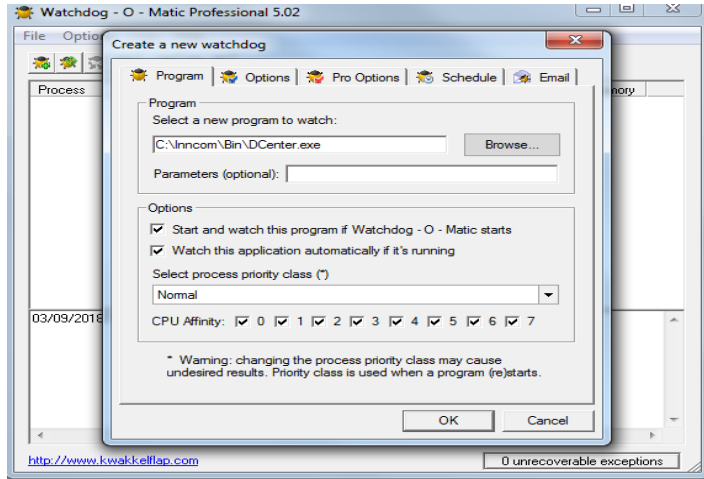 Watchdog - O - Matic Professional 5.02
File Optio
Create a new watchdog
Program Options Pro Options Schedule Email
Process
nory
Program
Select a new program to watch:
C:\Inncom\Bin\DCenter.exe Browse...
Parameters (optional):
Options
Start and watch this program if Watchdog - O - Matic starts
Watch this application automatically if it's running
Select process priority class (*)
Normal
03/09/2018
CPU Affinity: 0 1 2 3 4 5 6 7
* Warning: changing the process priority class may cause
undesired results. Priority class is used when a program (re)starts.
OK Cancel
http://www.kwakkelflap.com 0 unrecoverable exceptions